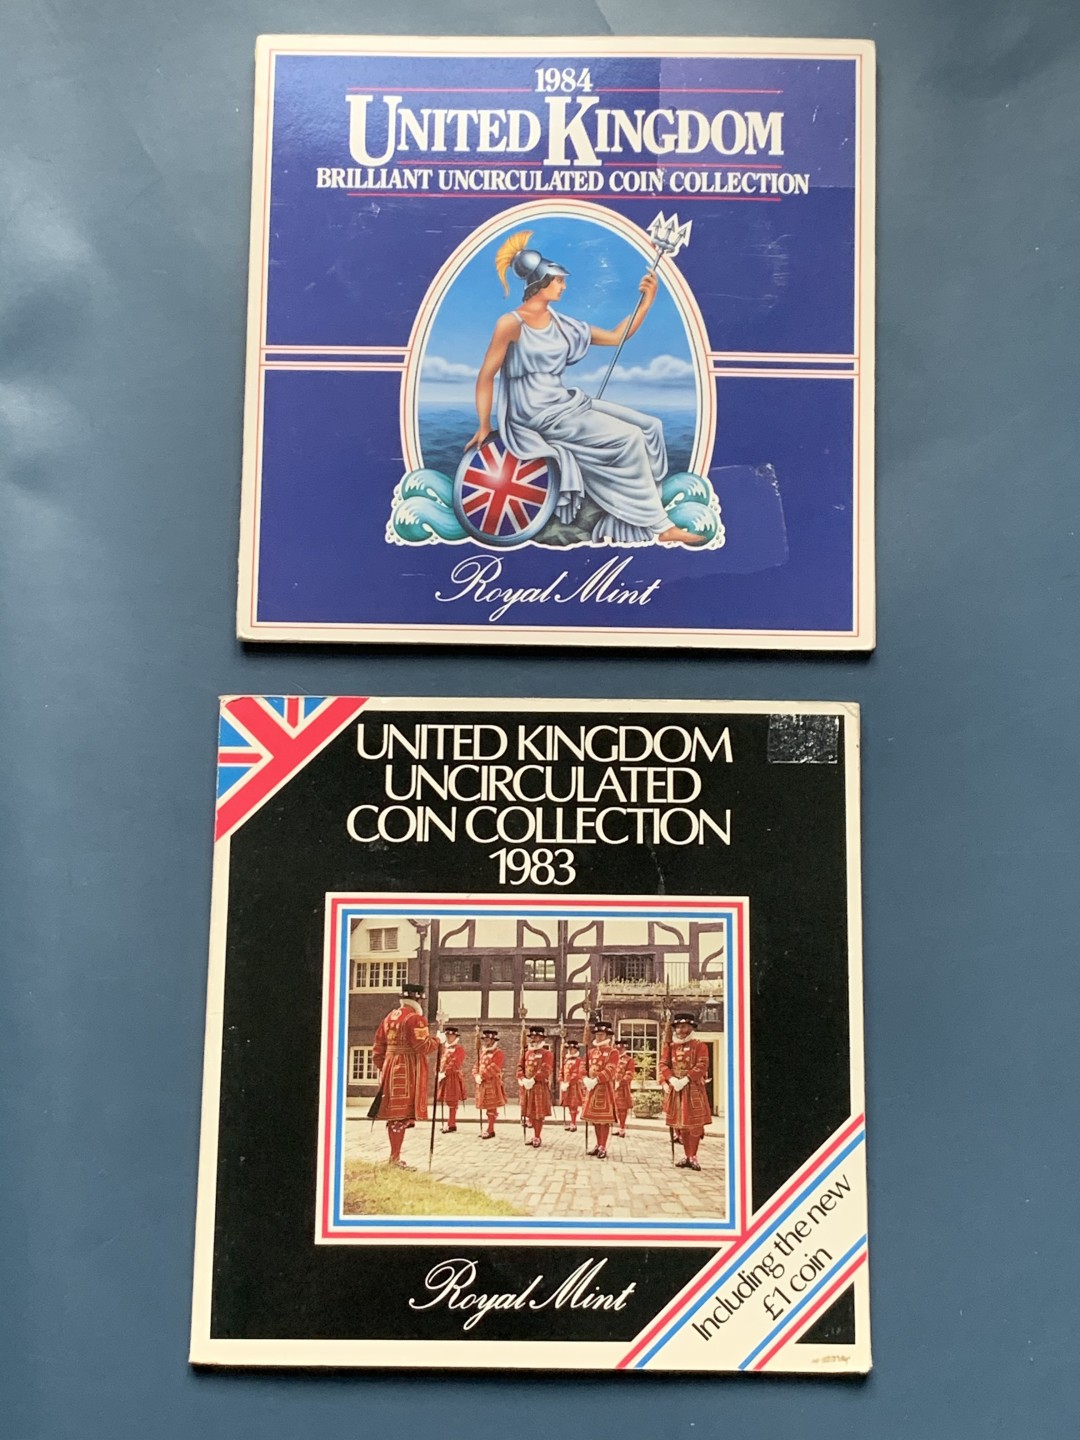 1984
UNITED KINGDOM
BRILLIANT UNCIRCULATED COIN COLLECTION
Royal Mint
UNITED KINGDOM
UNCIRCULATED
COIN COLLECTION
1983
Royal Mint
Including the new
£1 coin